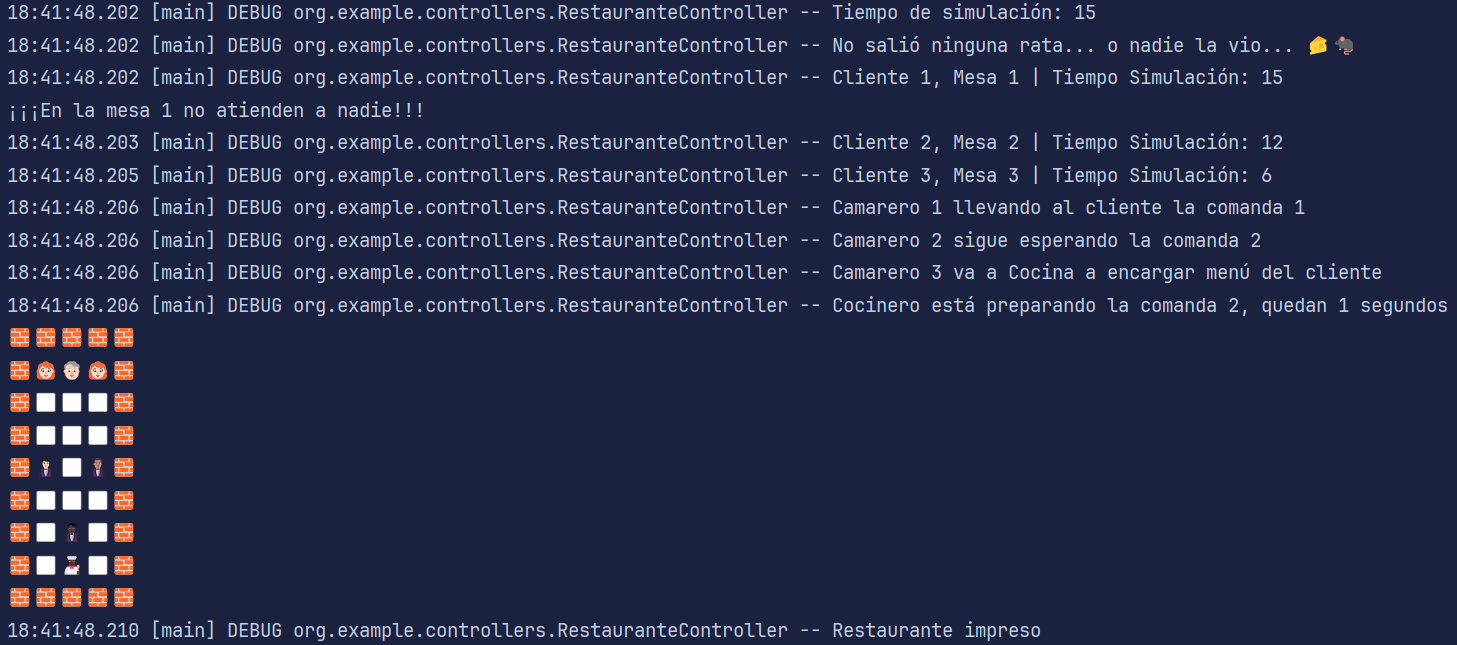 18:41:48.202 [main] DEBUG org.example.controllers.RestauranteController -- Tiempo de simulación: 15
18:41:48.202 [main] DEBUG org.example.controllers.RestauranteController -- No salió ninguna rata... o nadie la vio... 🧀🐀
18:41:48.202 [main] DEBUG org.example.controllers.RestauranteController -- Cliente 1, Mesa 1 | Tiempo Simulación: 15
¡¡¡En la mesa 1 no atienden a nadie!!!
18:41:48.203 [main] DEBUG org.example.controllers.RestauranteController -- Cliente 2, Mesa 2 | Tiempo Simulación: 12
18:41:48.205 [main] DEBUG org.example.controllers.RestauranteController -- Cliente 3, Mesa 3 | Tiempo Simulación: 6
18:41:48.206 [main] DEBUG org.example.controllers.RestauranteController -- Camarero 1 llevando al cliente la comanda 1
18:41:48.206 [main] DEBUG org.example.controllers.RestauranteController -- Camarero 2 sigue esperando la comanda 2
18:41:48.206 [main] DEBUG org.example.controllers.RestauranteController -- Camarero 3 va a Cocina a encargar menú del cliente
18:41:48.206 [main] DEBUG org.example.controllers.RestauranteController -- Cocinero está preparando la comanda 2, quedan 1 segundos
18:41:48.210 [main] DEBUG org.example.controllers.RestauranteController -- Restaurante impreso